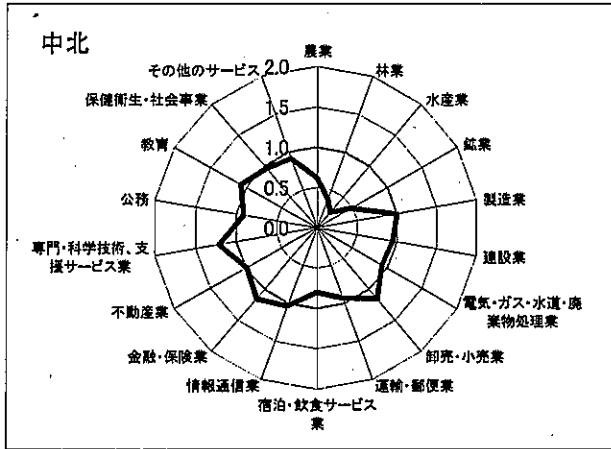 中北
農業
林業
水産業
鉱業
製造業
建設業
電気・ガス・水道・廃
棄物処理業
卸売・小売業
運輸・郵便業
宿泊・飲食サービス
業
情報通信業
金融・保険業
不動産業
専門・科学技術、支
援サービス業
公務
教育
保健衛生・社会事業
その他のサービス
2.0
1.5
1.0
0.5
0.0